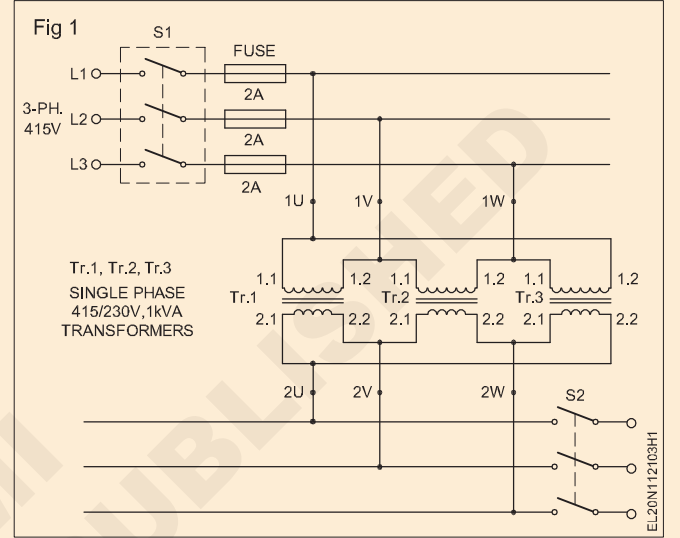 Fig 1
S1
FUSE
L1
2A
3-PH.
415V
L2
2A
L3
2A
1U 1V 1W
Tr.1, Tr.2, Tr.3
SINGLE PHASE
415/230V,1kVA
TRANSFORMERS
1.1 1.2 1.1 1.2 1.1 1.2
Tr.1 Tr.2 Tr.3
2.1 2.2 2.1 2.2 2.1 2.2
2U 2V 2W
S2
EL20N112103H1
UBLISHED